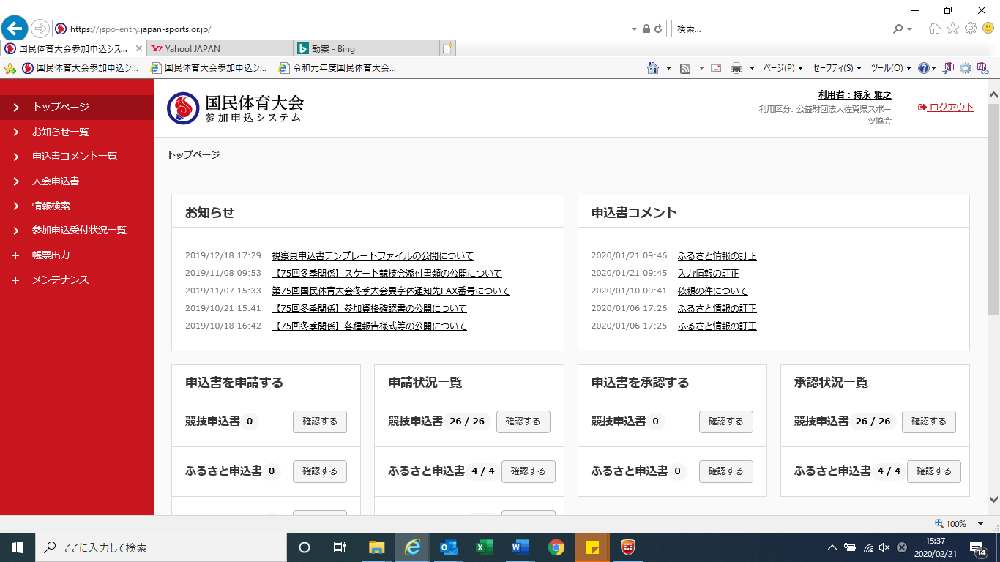 https://jspo-entry.japan-sports.or.jp/
検索...
国民体育大会参加申込シス...
Yahoo! JAPAN
勘案 - Bing
国民体育大会参加申込シ...
国民体育大会参加申込シ...
令和元年度国民体育大会...
ページ(P)
セーフティ(S)
ツール(O)
トップページ
お知らせ一覧
申込書コメント一覧
大会申込書
情報検索
参加申込受付状況一覧
帳票出力
メンテナンス
国民体育大会
参加申込システム
利用者 : 持永 雅之
利用区分: 公益財団法人佐賀県スポー
ツ協会
ログアウト
トップページ
お知らせ
2019/12/18 17:29 視察員申込書テンプレートファイルの公開について
2019/11/08 09:53 【75回冬季関係】スケート競技会添付書類の公開について
2019/11/07 15:33 第75回国民体育大会冬季大会異字体通知先FAX番号について
2019/10/21 15:41 【75回冬季関係】参加資格確認書の公開について
2019/10/18 16:42 【75回冬季関係】各種報告様式等の公開について
申込書コメント
2020/01/21 09:46 ふるさと情報の訂正
2020/01/21 09:45 入力情報の訂正
2020/01/10 09:41 依頼の件について
2020/01/06 17:26 ふるさと情報の訂正
2020/01/06 17:25 ふるさと情報の訂正
申込書を申請する
競技申込書 0 確認する
ふるさと申込書 0 確認する
申請状況一覧
競技申込書 26 / 26 確認する
ふるさと申込書 4 / 4 確認する
申込書を承認する
競技申込書 0 確認する
ふるさと申込書 0 確認する
承認状況一覧
競技申込書 26 / 26 確認する
ふるさと申込書 4 / 4 確認する
100%
ここに入力して検索
15:37
2020/02/21
14